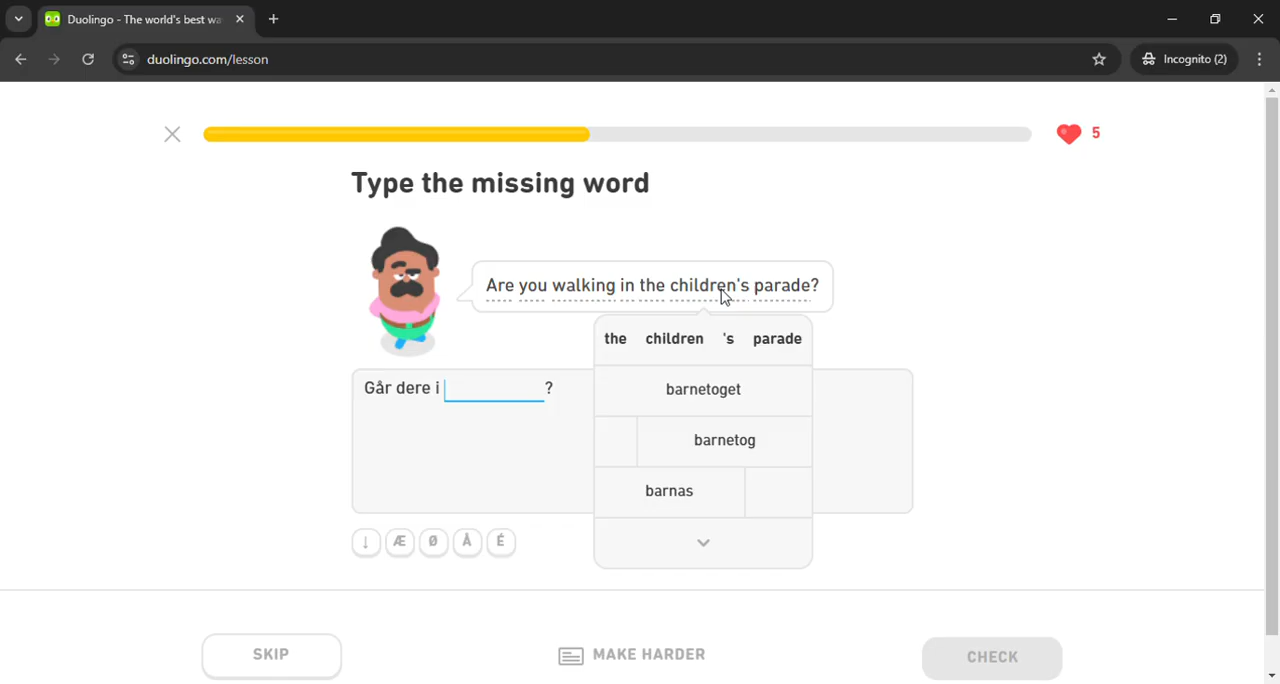 Duolingo - The world's best wa
duolingo.com/lesson
Incognito (2)
5
Type the missing word
Are you walking in the children's parade?
the children 's parade
barnetoget
barnetog
barnas
Går dere i ?
↓ Æ Ø Å É
SKIP
MAKE HARDER
CHECK